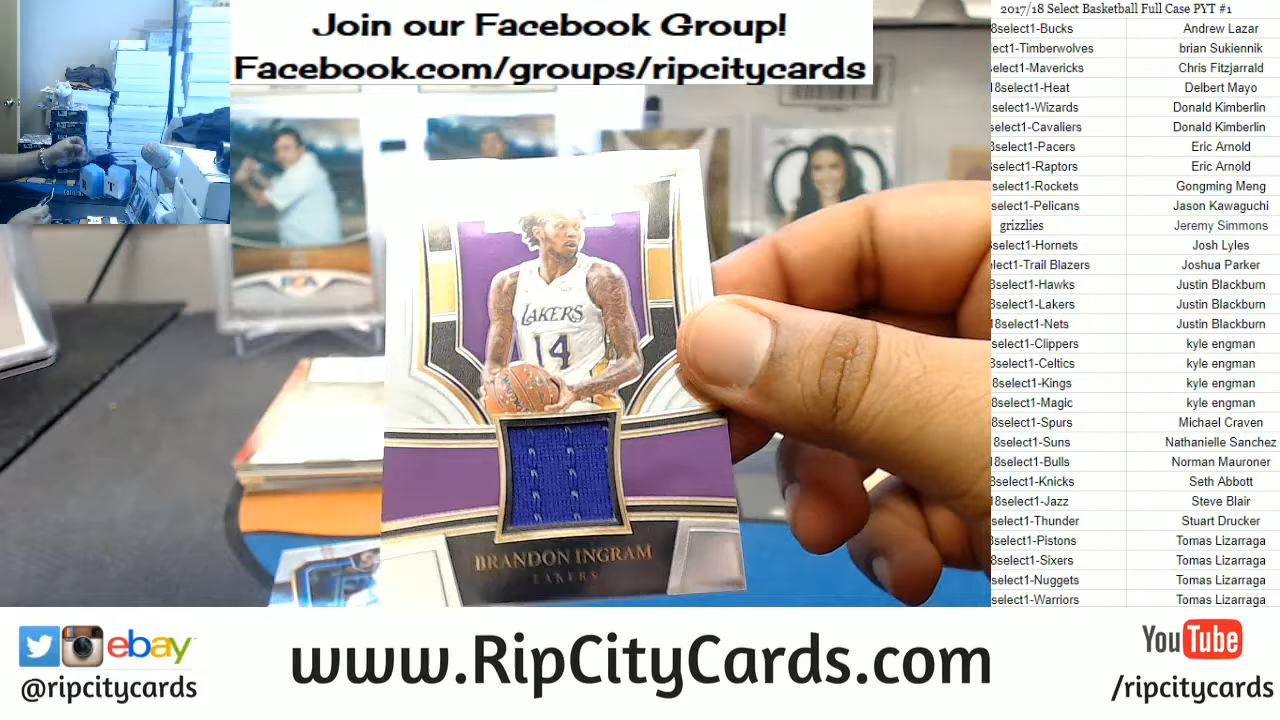 Join our Facebook Group!
Facebook.com/groups/ripcitycards
2017/18 Select Basketball Full Case PYT #1
8select1-Bucks Andrew Lazar
ect1-Timberwolves brian Sukiennik
elect1-Mavericks Chris Fitzjarrald
18select1-Heat Delbert Mayo
select1-Wizards Donald Kimberlin
select1-Cavaliers Donald Kimberlin
8select1-Pacers Eric Arnold
select1-Raptors Eric Arnold
select1-Rockets Gongming Meng
select1-Pelicans Jason Kawaguchi
grizzlies Jeremy Simmons
select1-Hornets Josh Lyles
select1-Trail Blazers Joshua Parker
8select1-Hawks Justin Blackburn
select1-Lakers Justin Blackburn
18select1-Nets Justin Blackburn
select1-Clippers kyle engman
8select1-Celtics kyle engman
8select1-Kings kyle engman
8select1-Magic kyle engman
8select1-Spurs Michael Craven
8select1-Suns Nathanielle Sanchez
18select1-Bulls Norman Mauroner
8select1-Knicks Seth Abbott
18select1-Jazz Steve Blair
select1-Thunder Stuart Drucker
select1-Pistons Tomas Lizarraga
8select1-Sixers Tomas Lizarraga
select1-Nuggets Tomas Lizarraga
select1-Warriors Tomas Lizarraga
LAKERS
14
BRANDON INGRAM
LAKERS
ebay
@ripcitycards
www.RipCityCards.com
YouTube
/ripcitycards